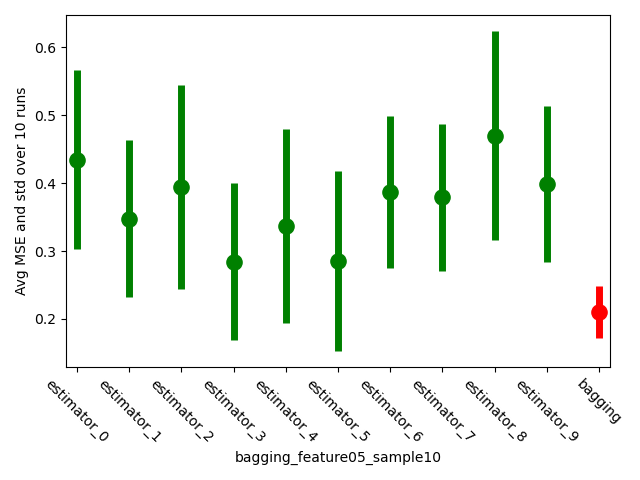 Avg MSE and std over 10 runs
0.6
0.5
0.4
0.3
0.2
estimator_0
estimator_1
estimator_2
estimator_3
estimator_4
estimator_5
estimator_6
estimator_7
estimator_8
estimator_9
bagging
bagging_feature05_sample10